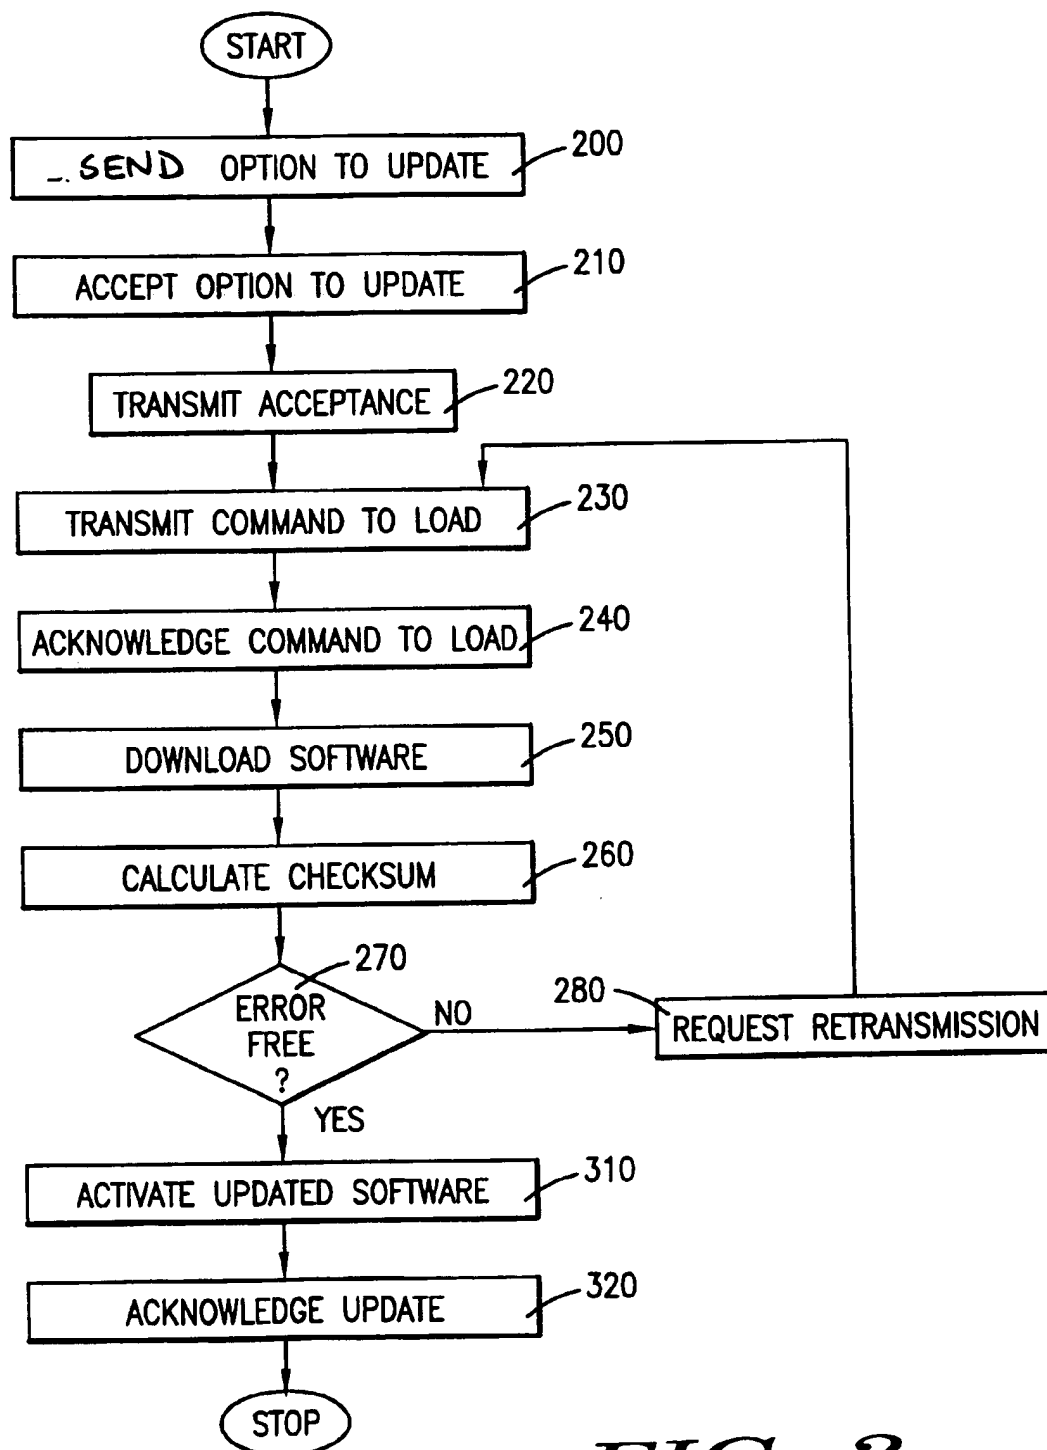 START
SEND OPTION TO UPDATE
200
ACCEPT OPTION TO UPDATE
210
TRANSMIT ACCEPTANCE
220
TRANSMIT COMMAND TO LOAD
230
ACKNOWLEDGE COMMAND TO LOAD
240
DOWNLOAD SOFTWARE
250
CALCULATE CHECKSUM
260
270
ERROR
FREE
?
NO
280
REQUEST RETRANSMISSION
YES
ACTIVATE UPDATED SOFTWARE
310
ACKNOWLEDGE UPDATE
320
STOP